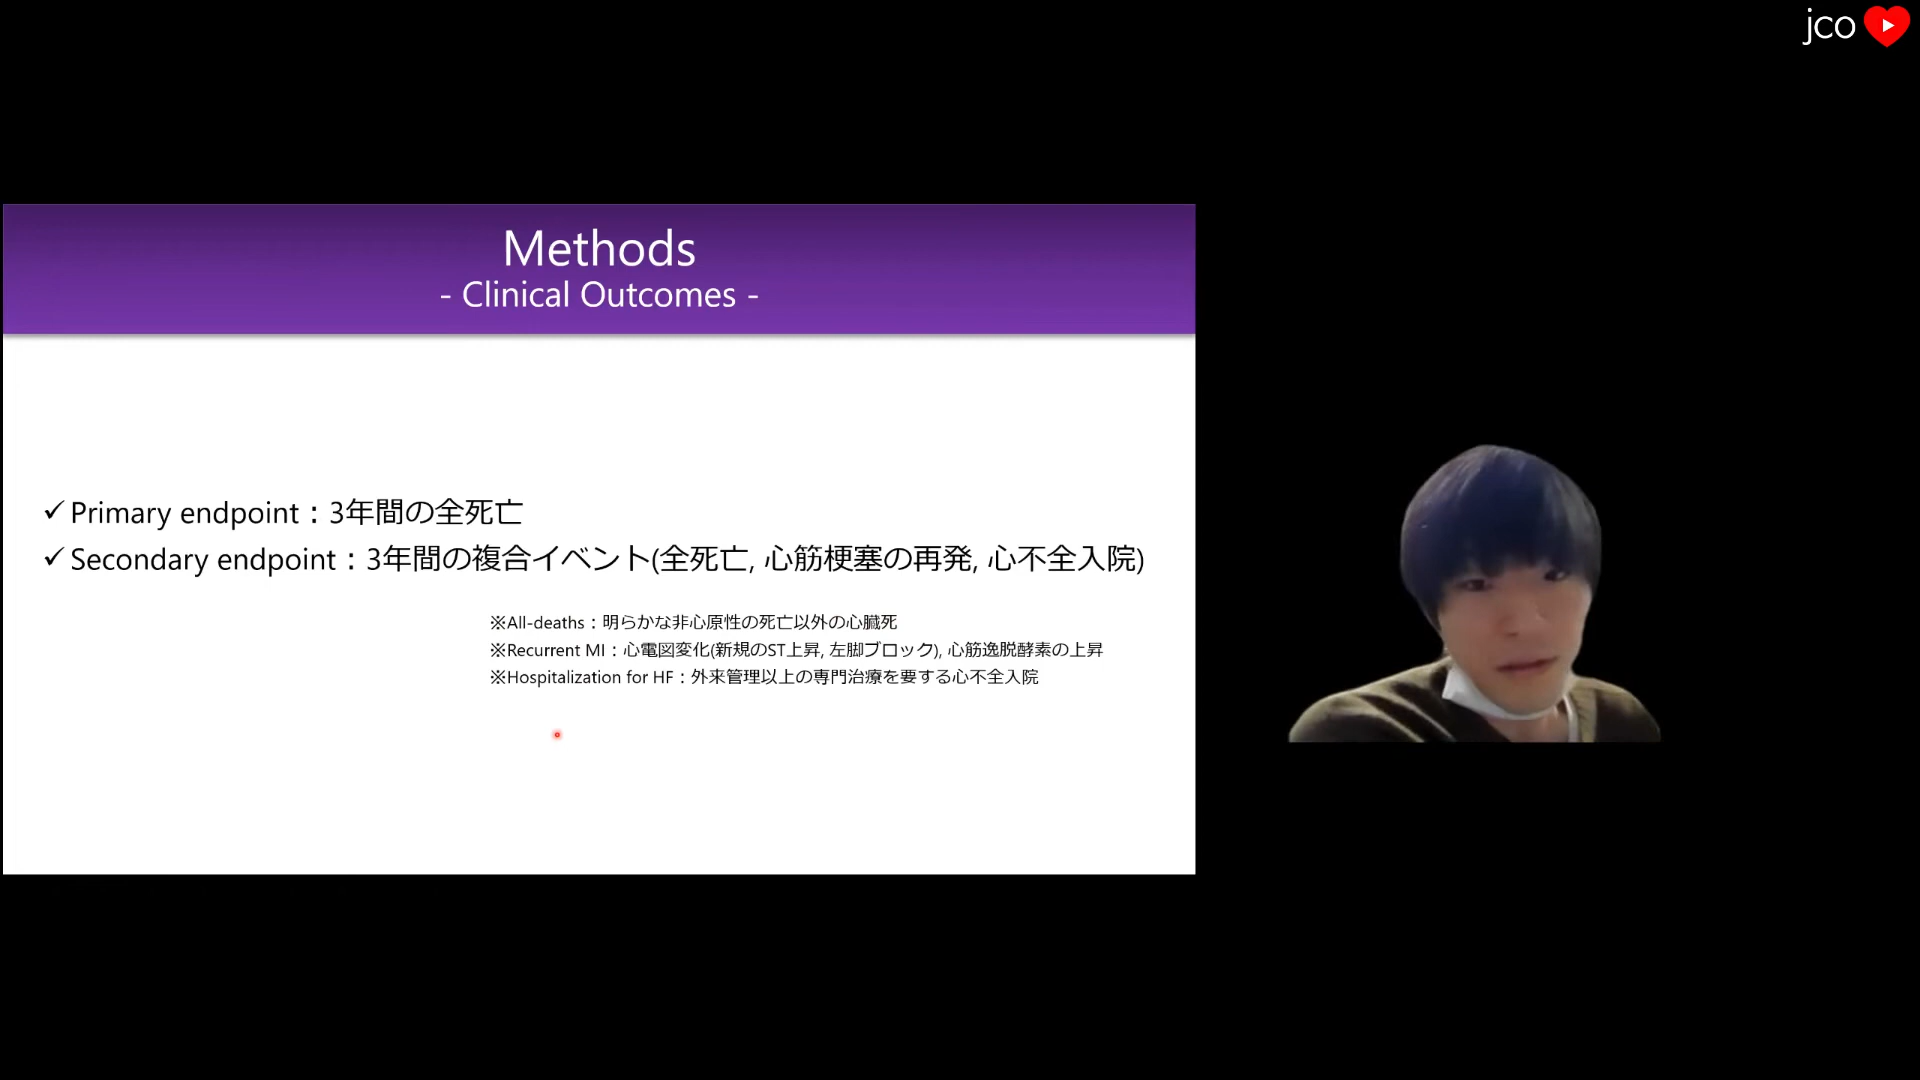 jco
Methods
- Clinical Outcomes -
✓Primary endpoint：3年間の全死亡
✓Secondary endpoint：3年間の複合イベント(全死亡, 心筋梗塞の再発, 心不全入院)
※All-deaths：明らかな非心原性の死亡以外の心臓死
※Recurrent MI：心電図変化(新規のST上昇, 左脚ブロック), 心筋逸脱酵素の上昇
※Hospitalization for HF：外来管理以上の専門治療を要する心不全入院